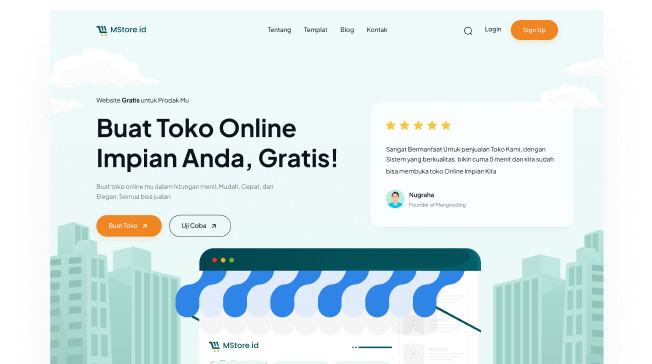 MStore.id
Tentang Templat Blog Kontak
Login
Sign Up
Website Gratis untuk Prodak Mu
Buat Toko Online
Impian Anda, Gratis!
Buat toko online mu dalam hitungan menit.Mudah, Cepat, dan
Elegan. Semua bisa jualan
Buat Toko
Uji Coba
Sangat Bermanfaat Untuk penjualan Toko Kami, dengan
Sistem yang berkualitas, bikin cuma 5 menit dan kita sudah
bisa membuka toko Online Impian Kita
Nugraha
Founder of Mangcoding
MStore.id